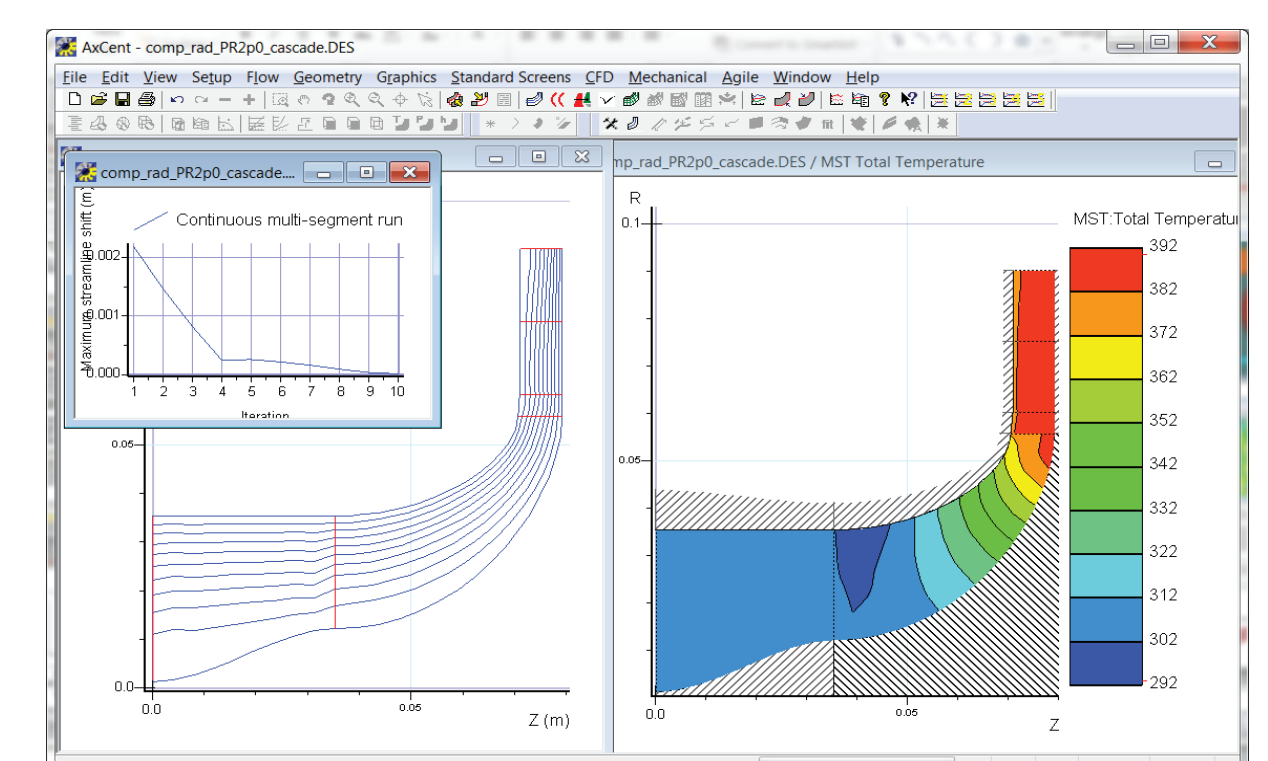 AxCent - comp_rad_PR2p0_cascade.DES
File Edit View Setup Flow Geometry Graphics Standard Screens CFD Mechanical Agile Window Help
fit
comp_rad_PR2p0_cascade....
Maximum streamline shift (m)
Continuous multi-segment run
0.002
0.001
0.000
1 2 3 4 5 6 7 8 9 10
Iteration
0.05
0.0
0.0 0.05
Z (m)
mp_rad_PR2p0_cascade.DES / MST Total Temperature
R
0.1
0.05
0.0 0.05
Z
MST:Total Temperatu
392
382
372
362
352
342
332
322
312
302
292